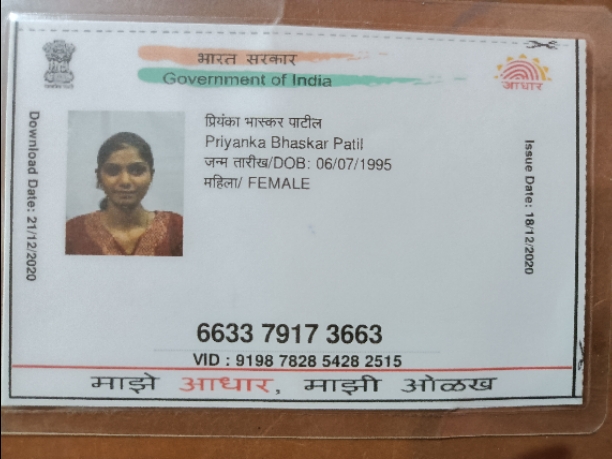 भारत सरकार
Government of India
आधार
Download Date: 21/12/2020
प्रियंका भास्कर पाटील
Priyanka Bhaskar Patil
जन्म तारीख/DOB: 06/07/1995
महिला/ FEMALE
Issue Date: 18/12/2020
6633 7917 3663
VID : 9198 7828 5428 2515
माझे आधार, माझी ओळख